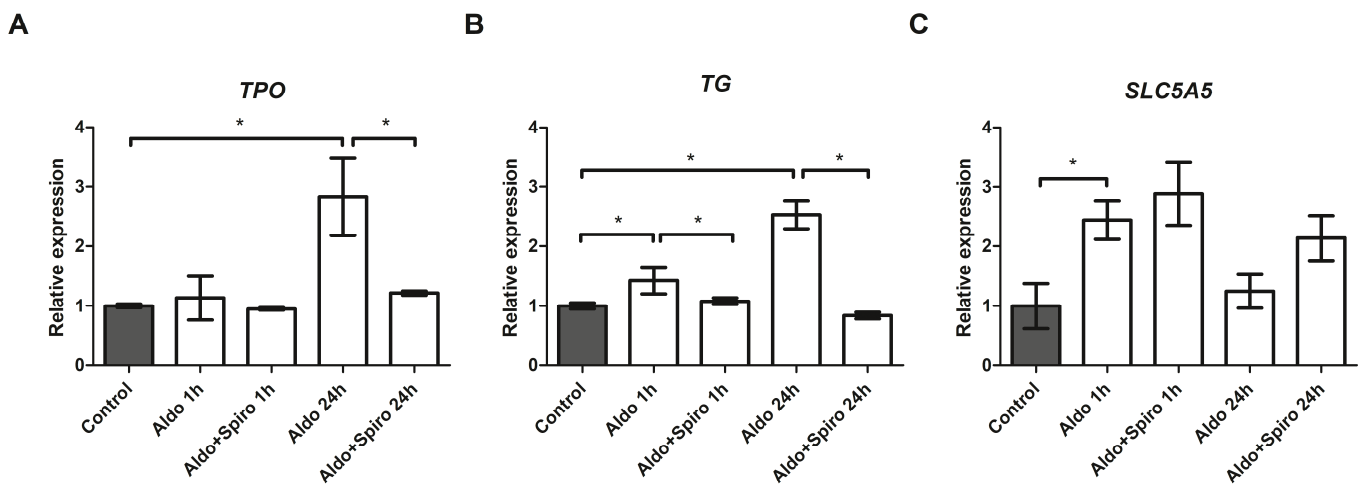 A
TPO
Relative expression
4
3
2
1
0
*
*
Control
Aldo 1h
Aldo+Spiro 1h
Aldo 24h
Aldo+Spiro 24h
B
TG
Relative expression
4
3
2
1
0
*
*
*
*
Control
Aldo 1h
Aldo+Spiro 1h
Aldo 24h
Aldo+Spiro 24h
C
SLC5A5
Relative expression
4
3
2
1
0
*
Control
Aldo 1h
Aldo+Spiro 1h
Aldo 24h
Aldo+Spiro 24h